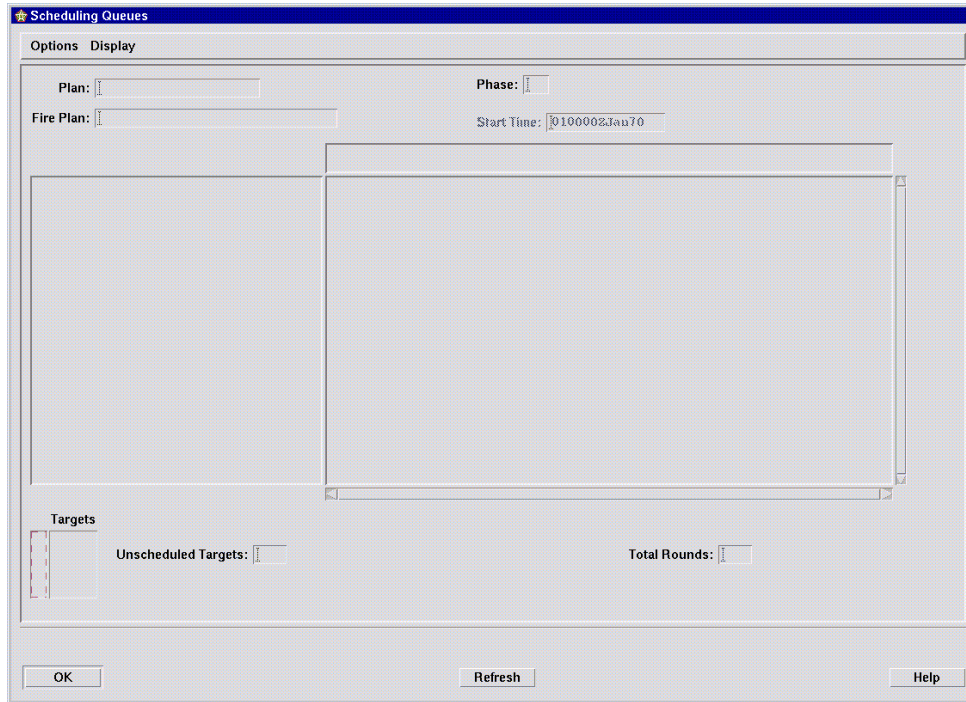 Scheduling Queues
Options Display
Plan:
Phase:
Fire Plan:
Start Time: 010000ZJan70
Targets
Unscheduled Targets:
Total Rounds:
OK
Refresh
Help